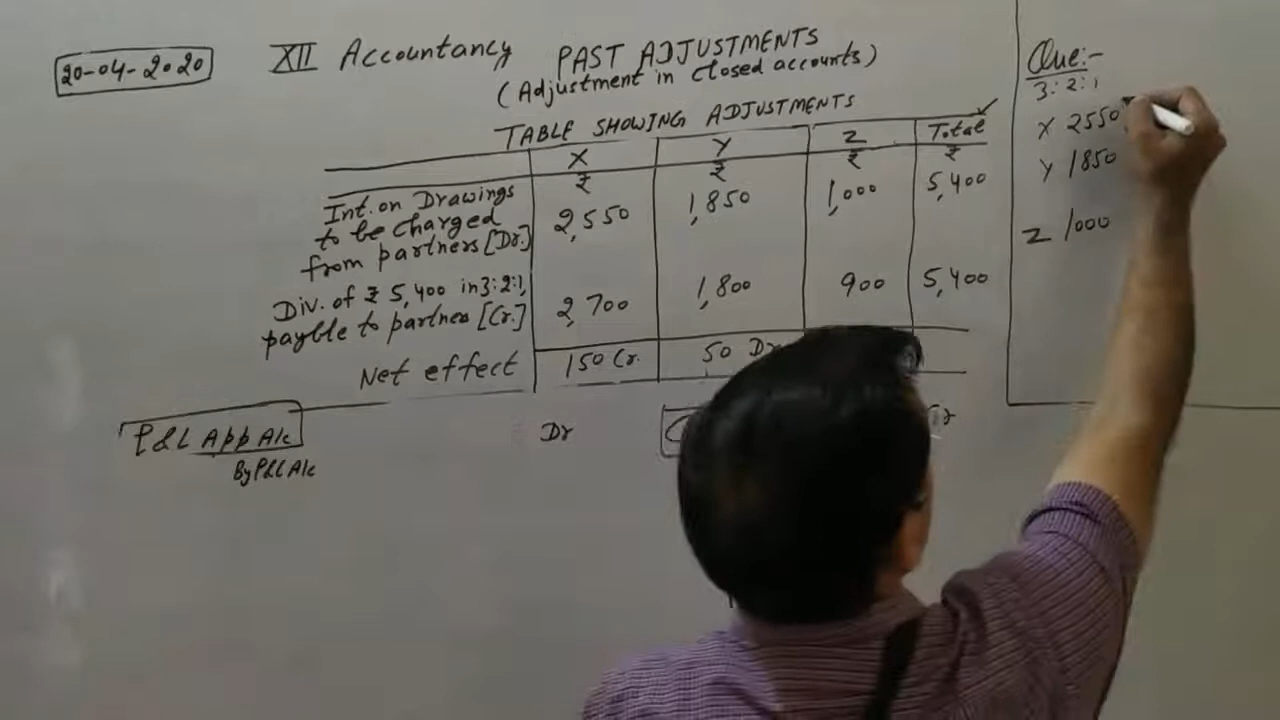 20-04-2020
XII Accountancy PAST ADJUSTMENTS
(Adjustment in closed accounts)
TABLE SHOWING ADJUSTMENTS
X Y Z Total
₹ ₹ ₹ ₹
Int. on Drawings
to be charged
from partners [Dr.] 2,550 1,850 1,000 5,400
Div. of ₹ 5,400 in 3:2:1,
payble to partnes [Cr.] 2,700 1,800 900 5,400
Net effect 150 Cr. 50 Dr
P&L App A/c
By P&L A/c
Dr
Que:-
3:2:1
X 2550
Y 1850
Z 1000